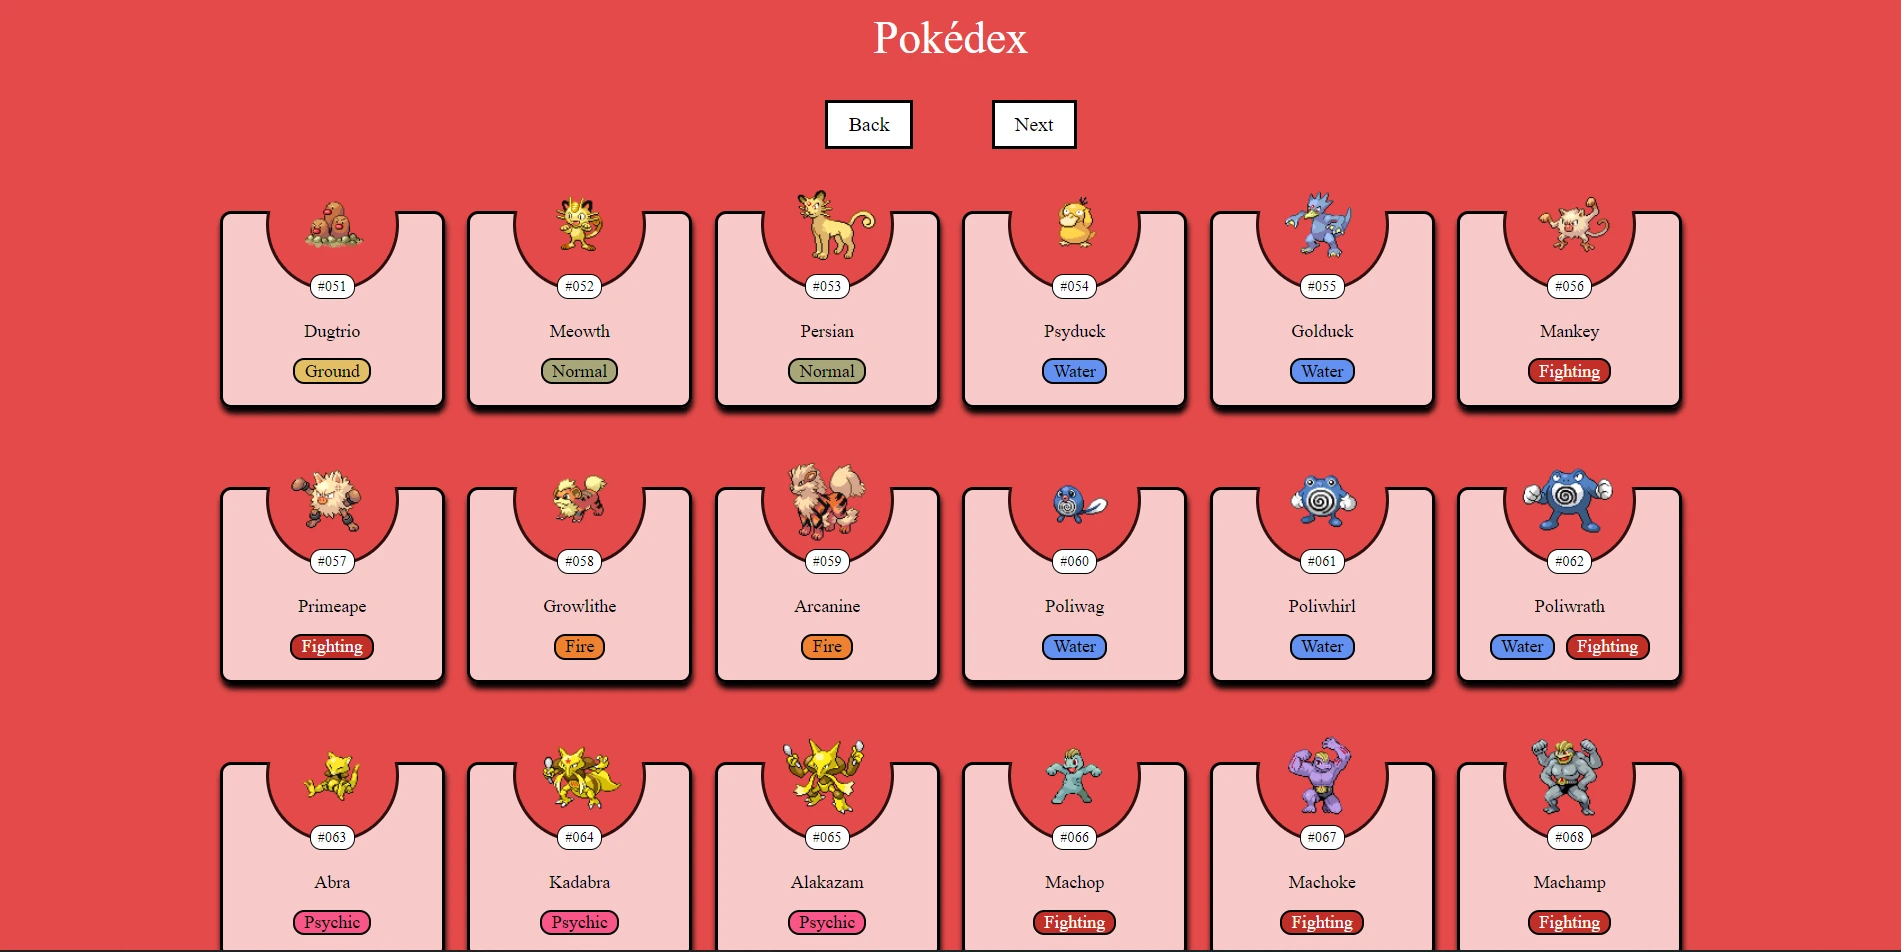 Pokédex
Back Next
#051 #052 #053 #054 #055 #056
Dugtrio Meowth Persian Psyduck Golduck Mankey
Ground Normal Normal Water Water Fighting
#057 #058 #059 #060 #061 #062
Primeape Growlithe Arcanine Poliwag Poliwhirl Poliwrath
Fighting Fire Fire Water Water Water Fighting
#063 #064 #065 #066 #067 #068
Abra Kadabra Alakazam Machop Machoke Machamp
Psychic Psychic Psychic Fighting Fighting Fighting